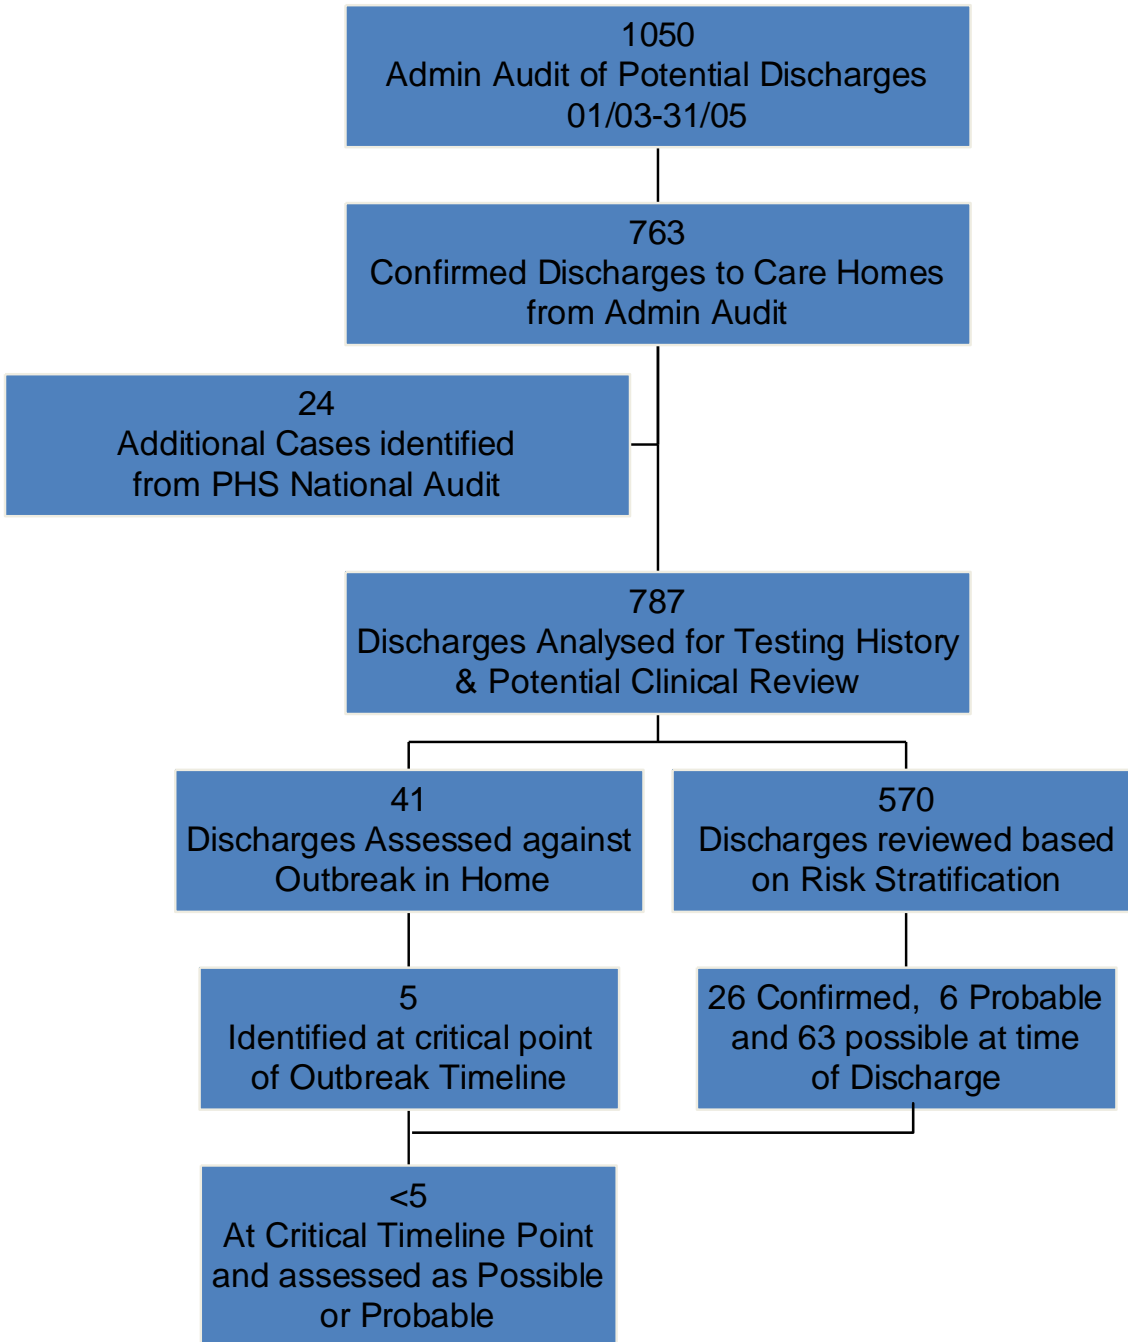 1050
Admin Audit of Potential Discharges
01/03-31/05
763
Confirmed Discharges to Care Homes
from Admin Audit
24
Additional Cases identified
from PHS National Audit
787
Discharges Analysed for Testing History
& Potential Clinical Review
41
Discharges Assessed against
Outbreak in Home
570
Discharges reviewed based
on Risk Stratification
5
Identified at critical point
of Outbreak Timeline
26 Confirmed,  6 Probable
and 63 possible at time
of Discharge
<5
At Critical Timeline Point
and assessed as Possible
or Probable